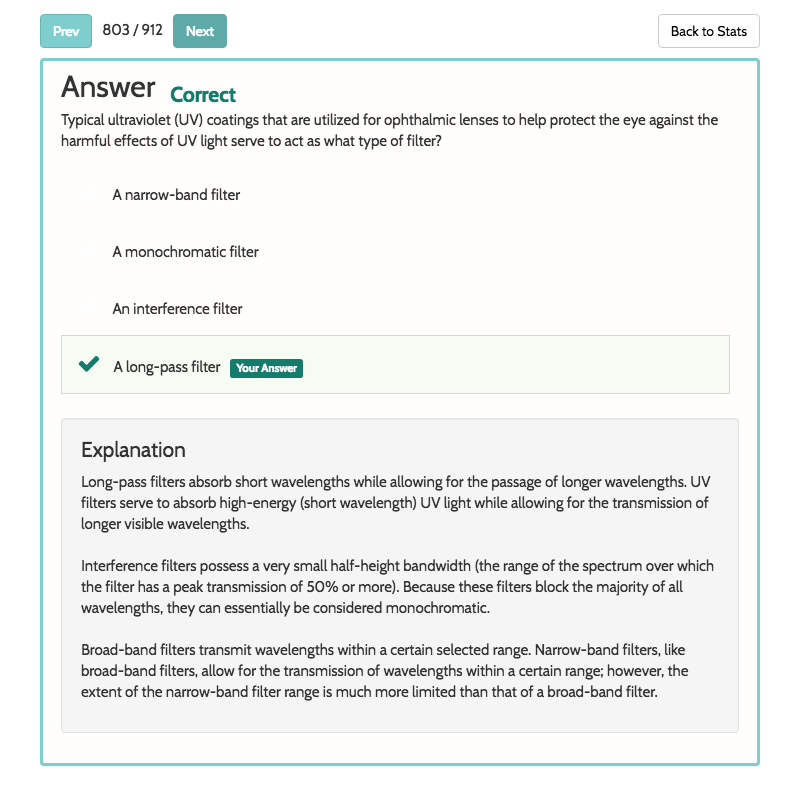 Prev 803 / 912 Next Back to Stats
Answer Correct
Typical ultraviolet (UV) coatings that are utilized for ophthalmic lenses to help protect the eye against the
harmful effects of UV light serve to act as what type of filter?
A narrow-band filter
A monochromatic filter
An interference filter
A long-pass filter Your Answer
Explanation
Long-pass filters absorb short wavelengths while allowing for the passage of longer wavelengths. UV
filters serve to absorb high-energy (short wavelength) UV light while allowing for the transmission of
longer visible wavelengths.
Interference filters possess a very small half-height bandwidth (the range of the spectrum over which
the filter has a peak transmission of 50% or more). Because these filters block the majority of all
wavelengths, they can essentially be considered monochromatic.
Broad-band filters transmit wavelengths within a certain selected range. Narrow-band filters, like
broad-band filters, allow for the transmission of wavelengths within a certain range; however, the
extent of the narrow-band filter range is much more limited than that of a broad-band filter.